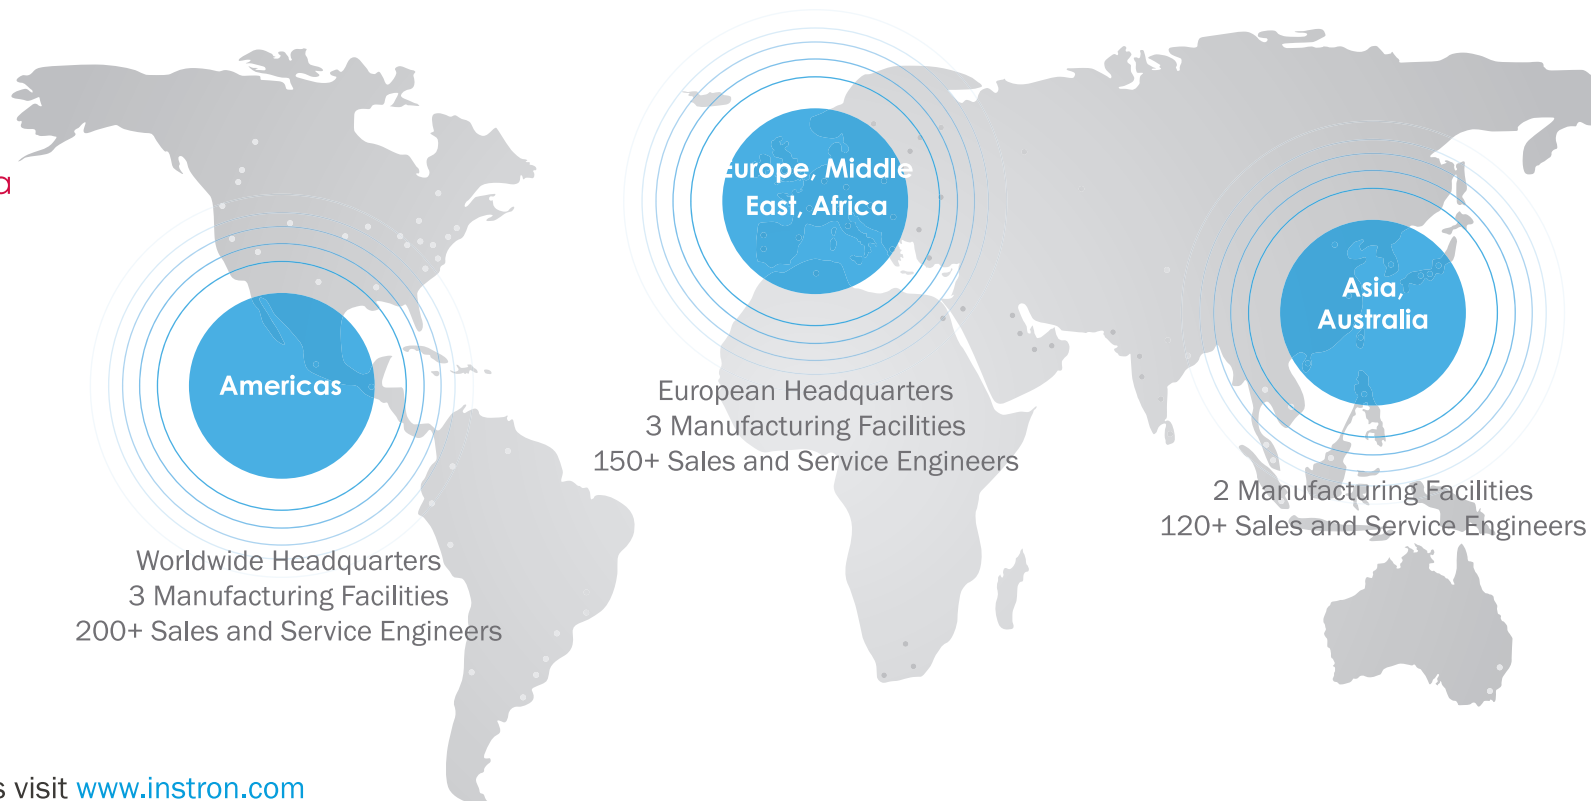 a
Europe, Middle
East, Africa
Asia,
Australia
Americas
European Headquarters
3 Manufacturing Facilities
150+ Sales and Service Engineers
2 Manufacturing Facilities
120+ Sales and Service Engineers
Worldwide Headquarters
3 Manufacturing Facilities
200+ Sales and Service Engineers
s visit www.instron.com